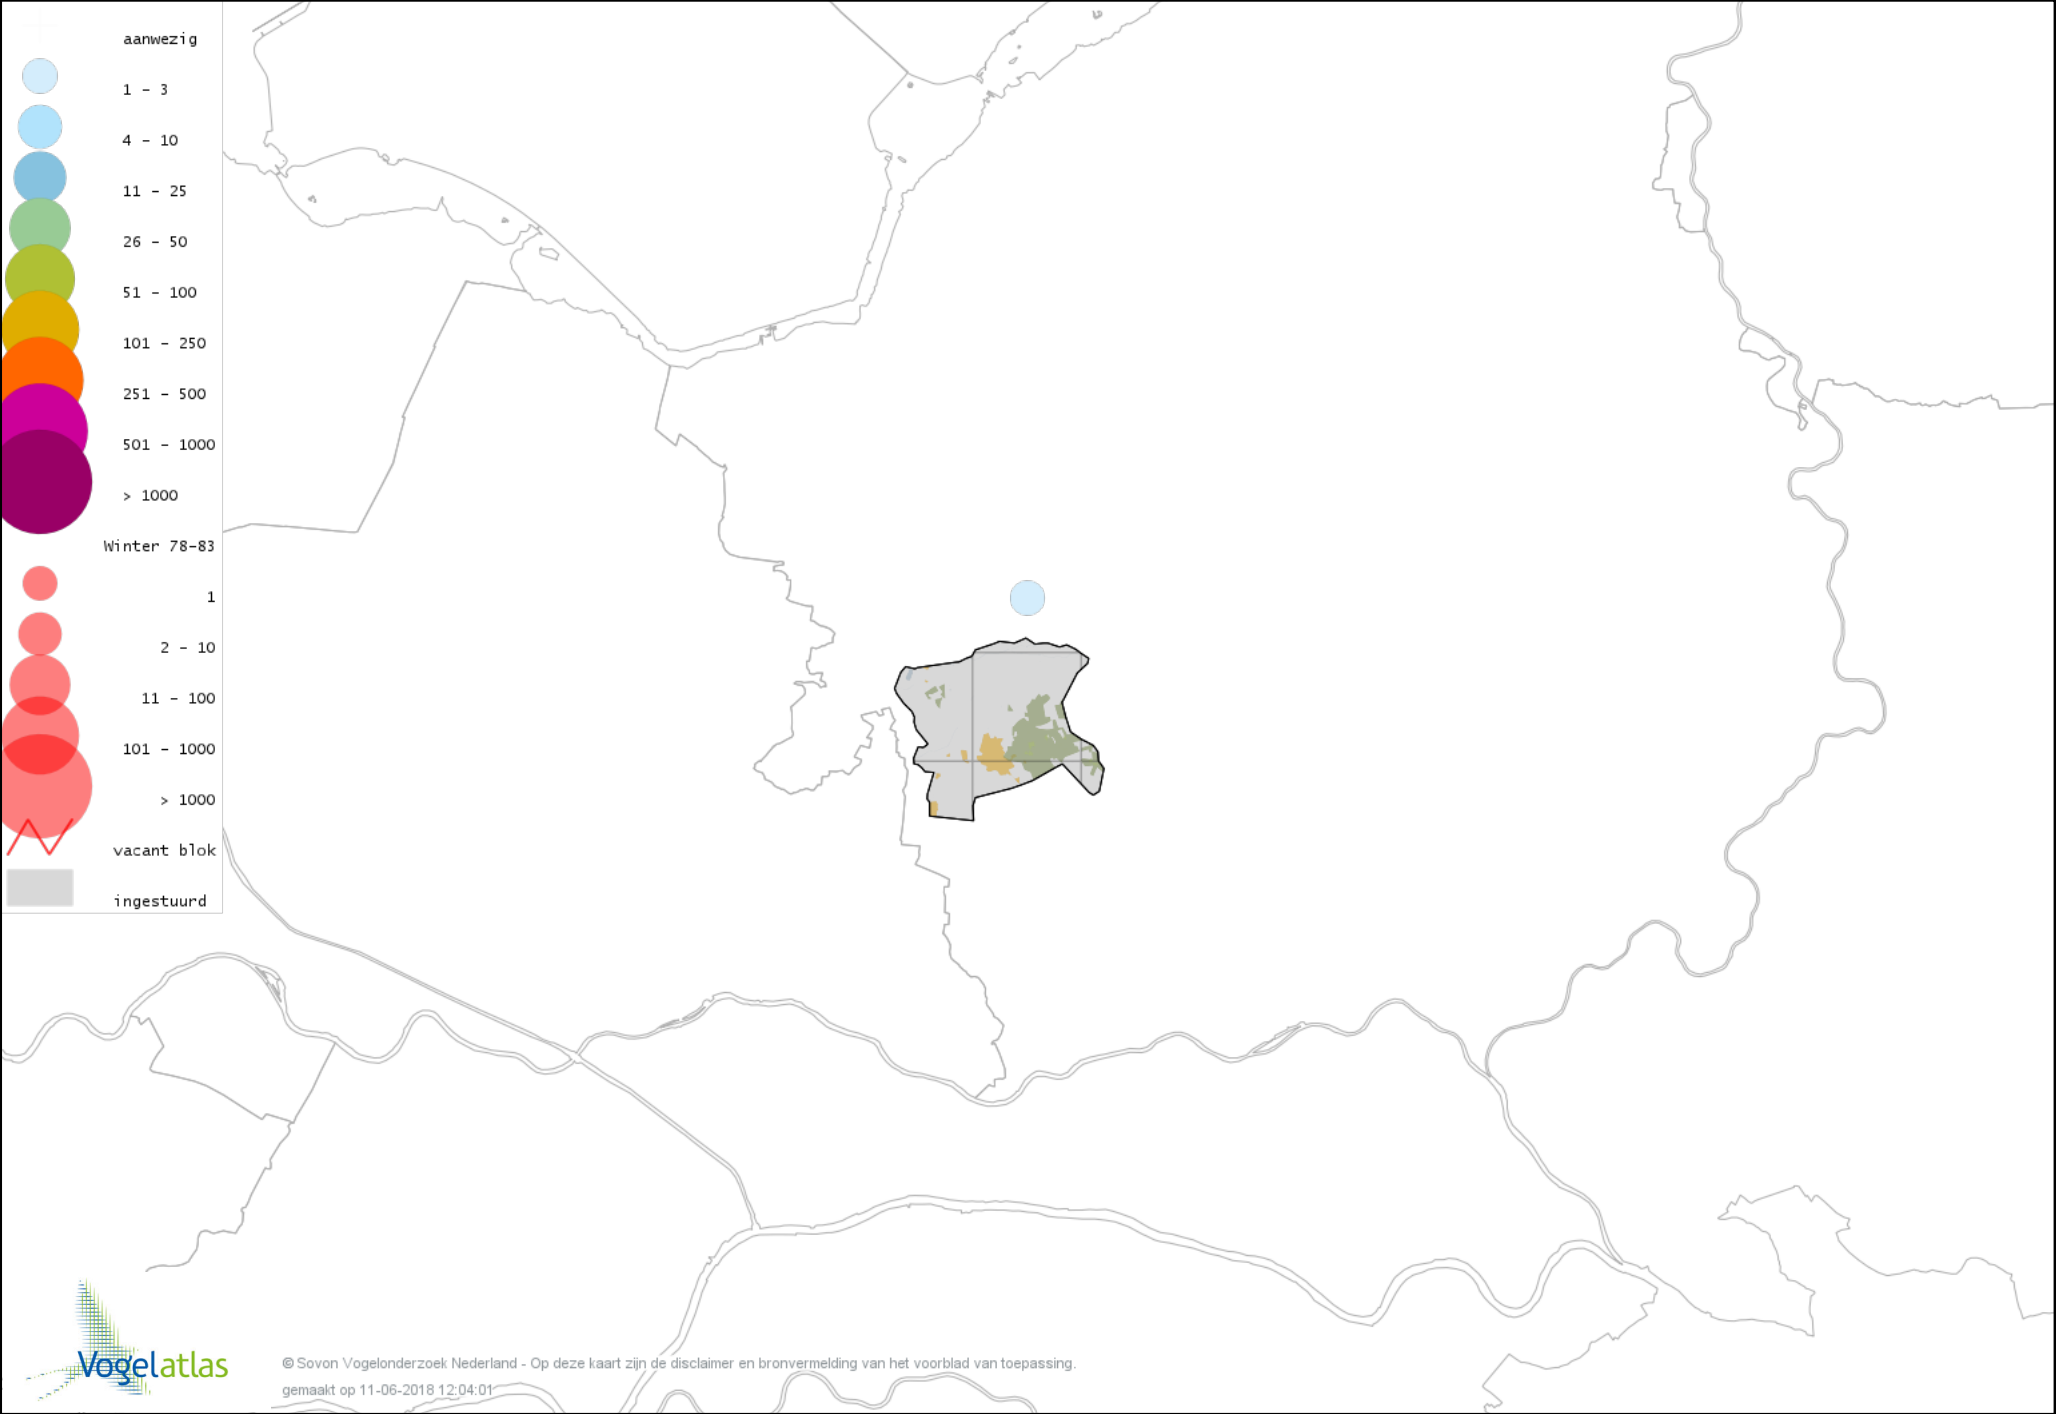 aanwezig
1 - 3
4 - 10
11 - 25
26 - 50
51 - 100
101 - 250
251 - 500
501 - 1000
> 1000
Winter 78-83
1
2 - 10
11 - 100
101 - 1000
> 1000
vacant blok
ingestuurd
Vogelatlas
© Sovon Vogelonderzoek Nederland - Op deze kaart zijn de disclaimer en bronvermelding van het voorblad van toepassing.
gemaakt op 11-06-2018 12:04:01